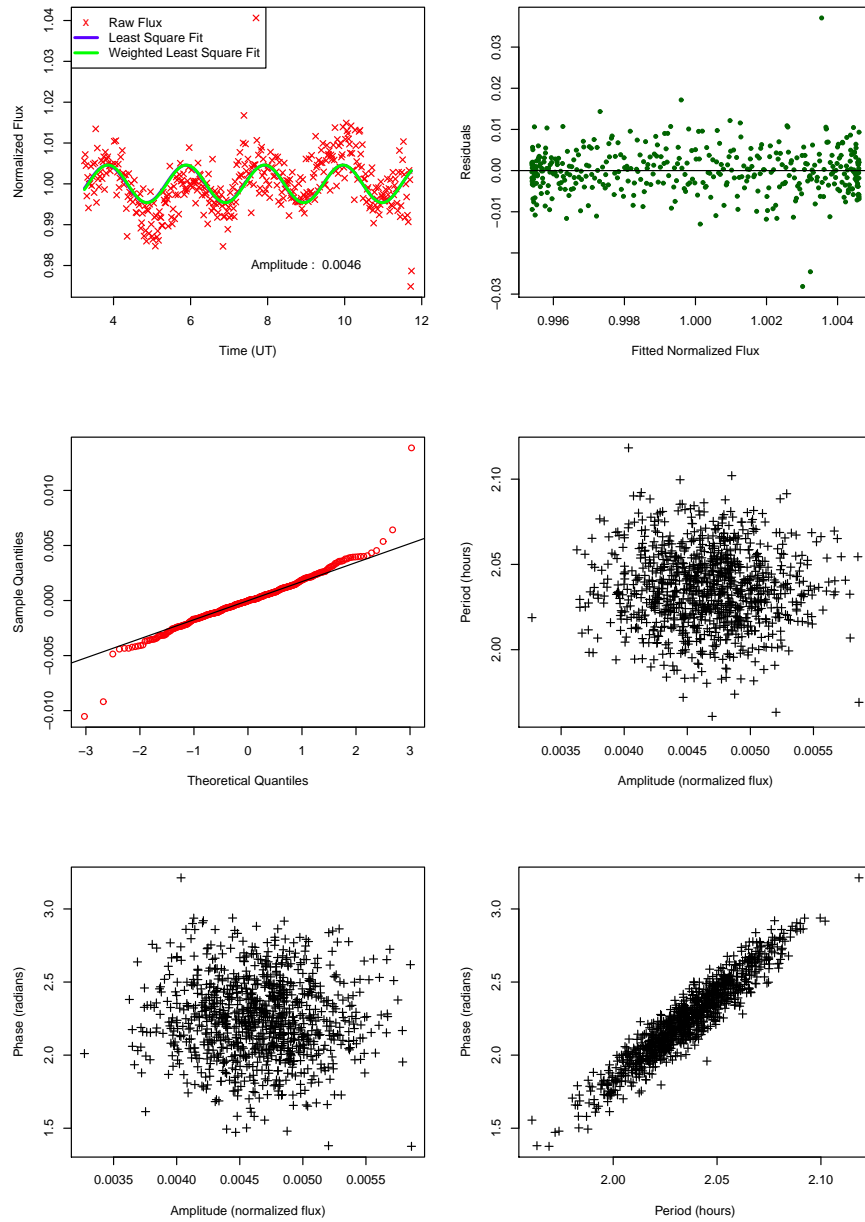 Raw Flux
Least Square Fit
Weighted Least Square Fit
Amplitude : 0.0046
0.98 0.99 1.00 1.01 1.02 1.03 1.04
Normalized Flux
4 6 8 10 12
Time (UT)
−0.03 −0.01 0.00 0.01 0.02 0.03
Residuals
0.996 0.998 1.000 1.002 1.004
Fitted Normalized Flux
−0.010 −0.005 0.000 0.005 0.010
Sample Quantiles
−3 −2 −1 0 1 2 3
Theoretical Quantiles
2.00 2.05 2.10
Period (hours)
0.0035 0.0040 0.0045 0.0050 0.0055
Amplitude (normalized flux)
1.5 2.0 2.5 3.0
Phase (radians)
0.0035 0.0040 0.0045 0.0050 0.0055
Amplitude (normalized flux)
1.5 2.0 2.5 3.0
Phase (radians)
2.00 2.05 2.10
Period (hours)